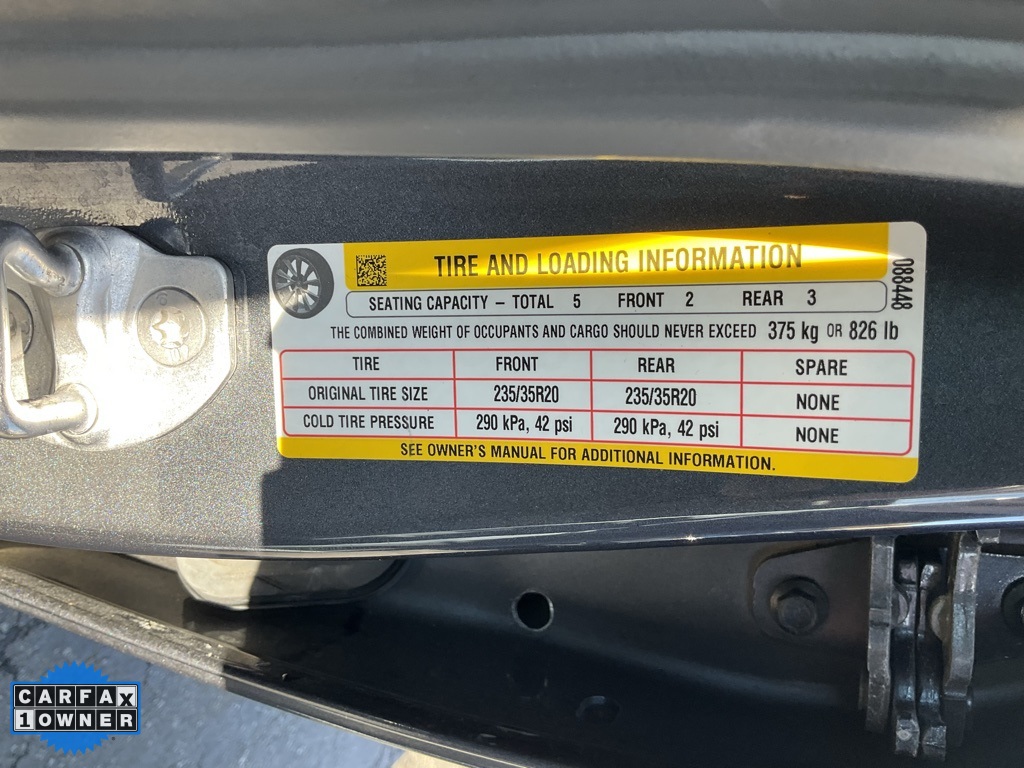 TIRE AND LOADING INFORMATION
088448
SEATING CAPACITY – TOTAL 5 FRONT 2 REAR 3
THE COMBINED WEIGHT OF OCCUPANTS AND CARGO SHOULD NEVER EXCEED 375 kg OR 826 lb
TIRE FRONT REAR SPARE
ORIGINAL TIRE SIZE 235/35R20 235/35R20 NONE
COLD TIRE PRESSURE 290 kPa, 42 psi 290 kPa, 42 psi NONE
SEE OWNER'S MANUAL FOR ADDITIONAL INFORMATION.
CARFAX
1 OWNER